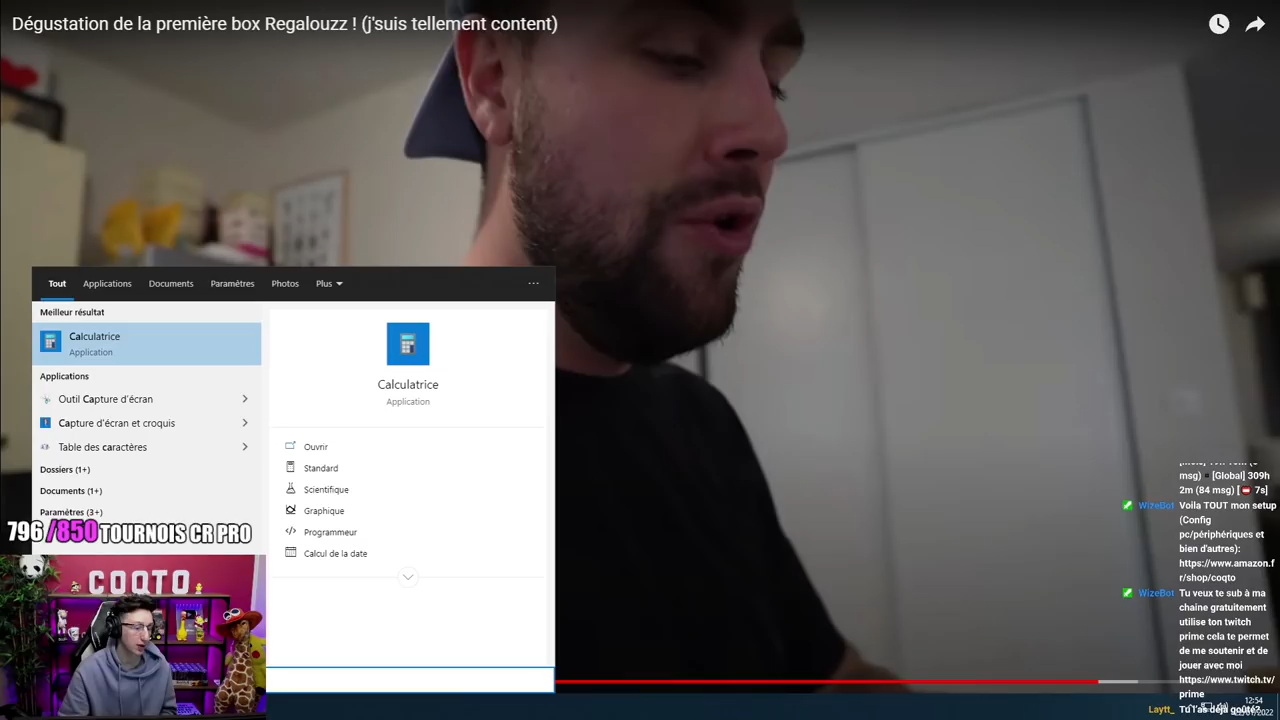 Dégustation de la première box Regalouzz ! (j'suis tellement content)
Tout
Applications
Documents
Paramètres
Photos
Plus
Meilleur résultat
Calculatrice
Application
Applications
Outil Capture d'écran
Capture d'écran et croquis
Table des caractères
Dossiers (1+)
Documents (1+)
Paramètres (3+)
Calculatrice
Application
Ouvrir
Standard
Scientifique
Graphique
Programmeur
Calcul de la date
796 /850 TOURNOIS CR PRO
COQTO
msg) [Global] 309h
2m (84 msg) [ 7s]
WizeBot Voila TOUT mon setup
(Config
pc/périphériques et
bien d'autres):
https://www.amazon.f
r/shop/coqto
WizeBot Tu veux te sub à ma
chaine gratuitement
utilise ton twitch
prime cela te permet
de me soutenir et de
jouer avec moi
https://www.twitch.tv/
prime
Laytt_ Tu l'as déjà goûté?
12:54